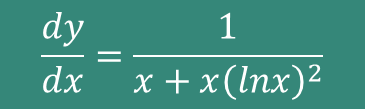 dy/dx = 1/(x + x(lnx)²)